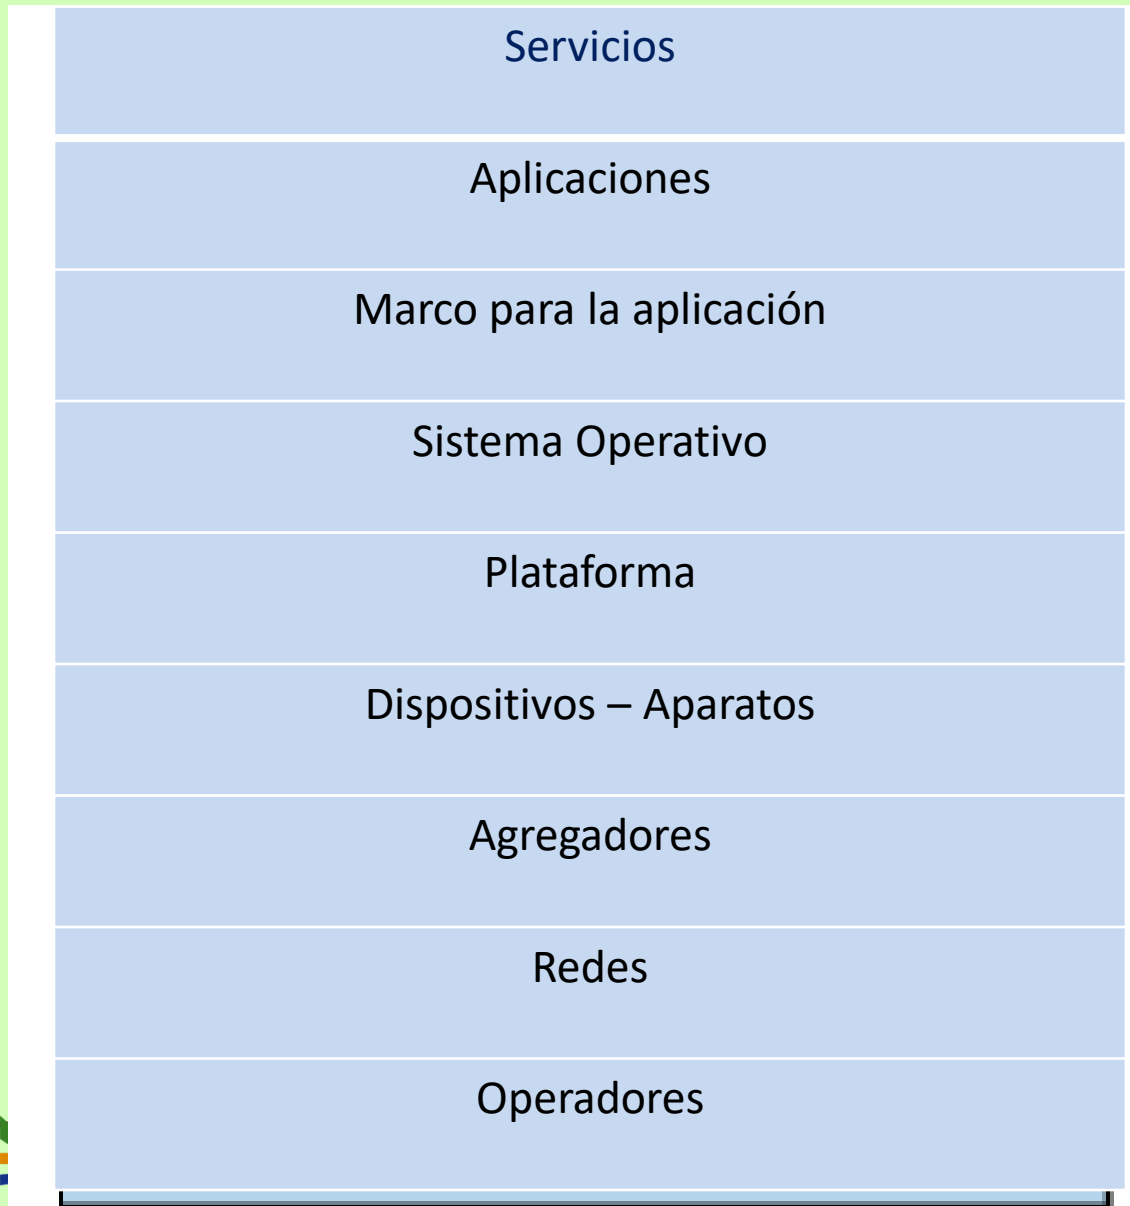 Servicios
Aplicaciones
Marco para la aplicación
Sistema Operativo
Plataforma
Dispositivos – Aparatos
Agregadores
Redes
Operadores